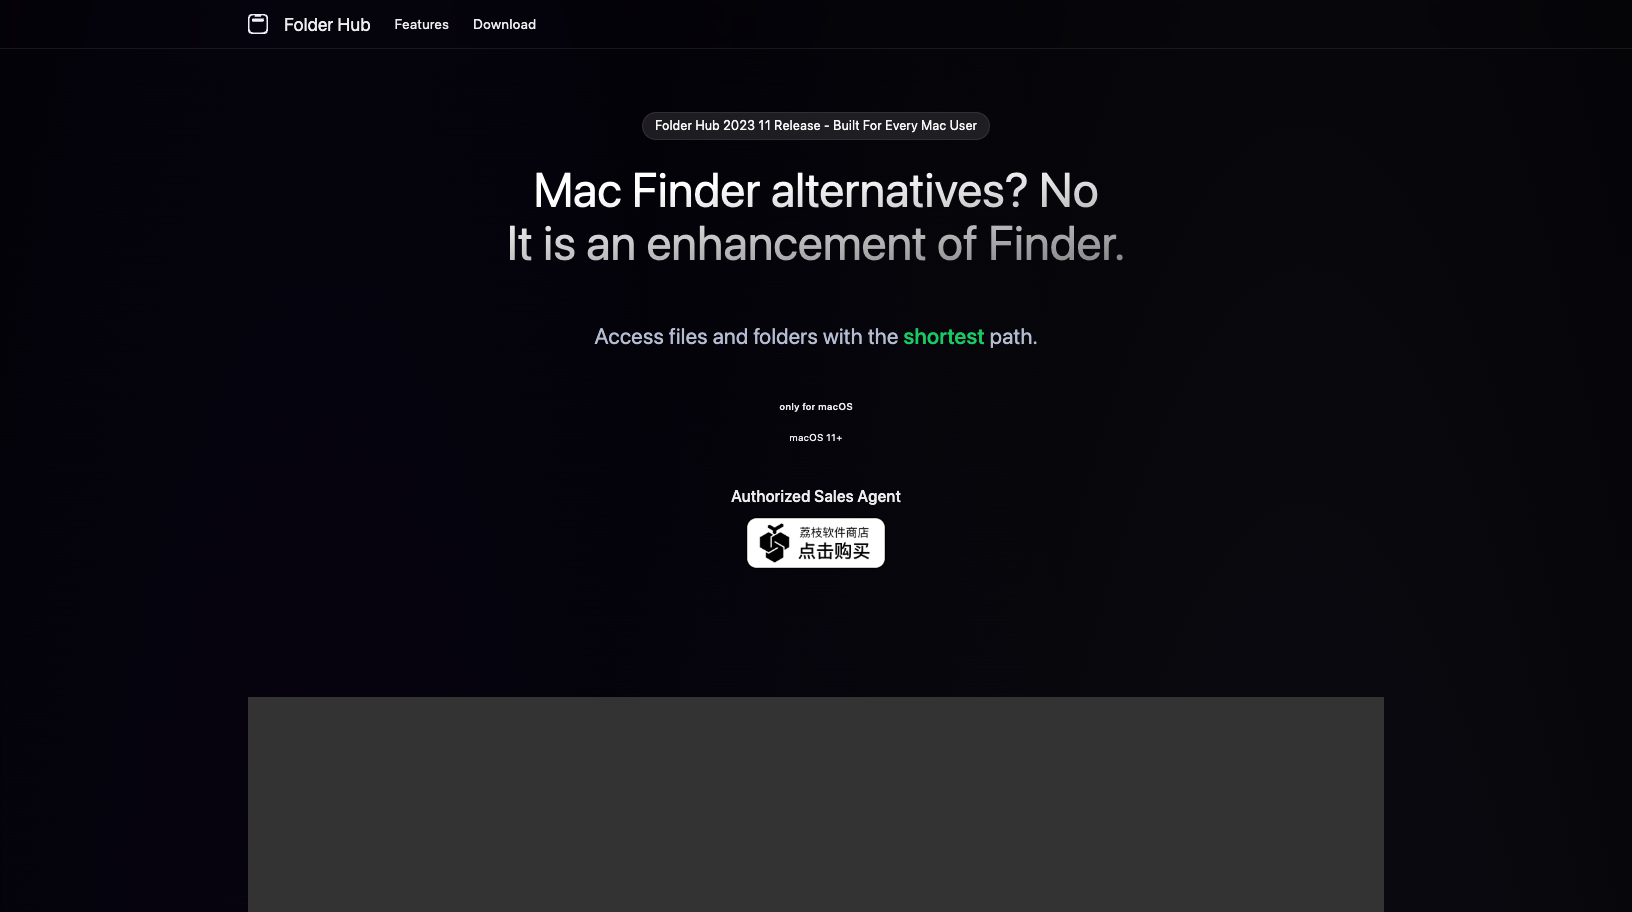 Folder Hub
Features
Download
Folder Hub 2023 11 Release - Built For Every Mac User
Mac Finder alternatives? No
It is an enhancement of Finder.
Access files and folders with the shortest path.
only for macOS
macOS 11+
Authorized Sales Agent
荔枝软件商店
点击购买